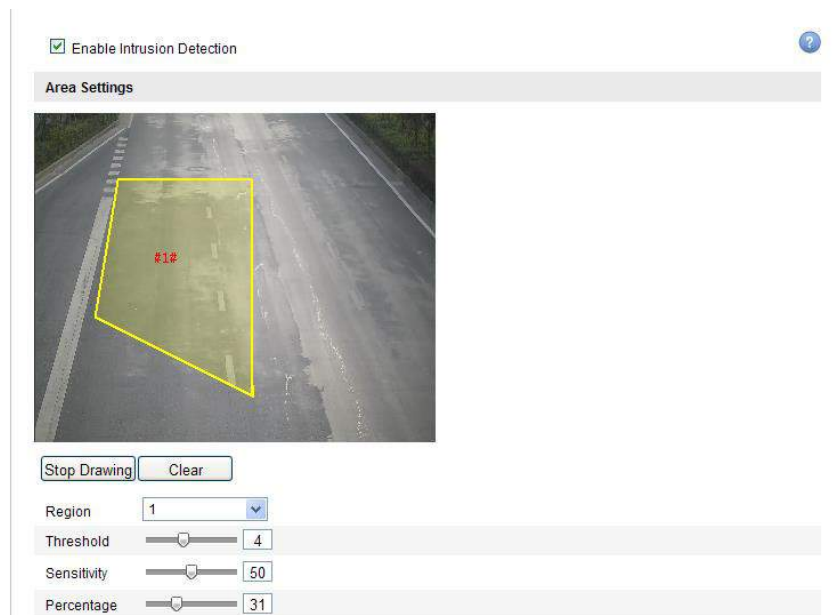 Enable Intrusion Detection
?
Area Settings
#1#
Stop Drawing Clear
Region 1
Threshold 4
Sensitivity 50
Percentage 31